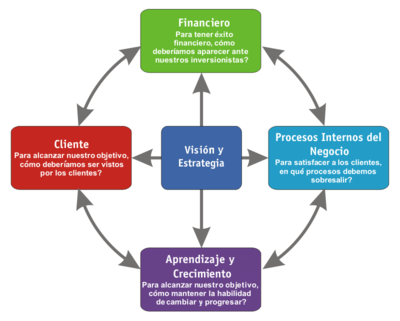 Financiero
Para tener éxito
financiero, cómo
deberíamos aparecer ante
nuestros inversionistas?
Cliente
Para alcanzar nuestro objetivo,
cómo deberíamos ser vistos
por los clientes?
Visión y
Estrategia
Procesos Internos del
Negocio
Para satisfacer a los clientes,
en qué procesos debemos
sobresalir?
Aprendizaje y
Crecimiento
Para alcanzar nuestro objetivo,
cómo mantener la habilidad
de cambiar y progresar?